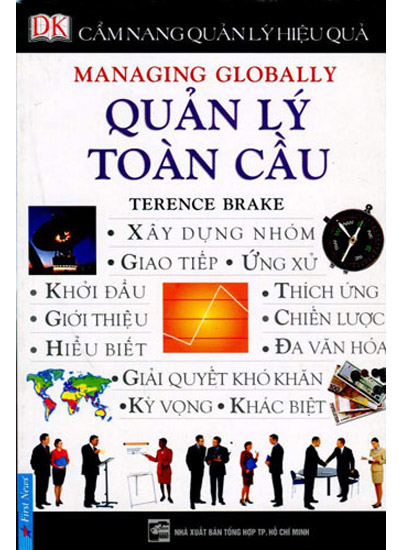 DK CẨM NANG QUẢN LÝ HIỆU QUẢ
MANAGING GLOBALLY
QUẢN LÝ
TOÀN CẦU
TERENCE BRAKE
• XÂY DỰNG NHÓM
• GIAO TIẾP • ỨNG XỬ
• KHỞI ĐẦU
• THÍCH ỨNG
• GIỚI THIỆU
• CHIẾN LƯỢC
• HIỂU BIẾT
• ĐA VĂN HÓA
• GIẢI QUYẾT KHÓ KHĂN
• KỲ VỌNG • KHÁC BIỆT
First News
NHÀ XUẤT BẢN TỔNG HỢP TP. HỒ CHÍ MINH